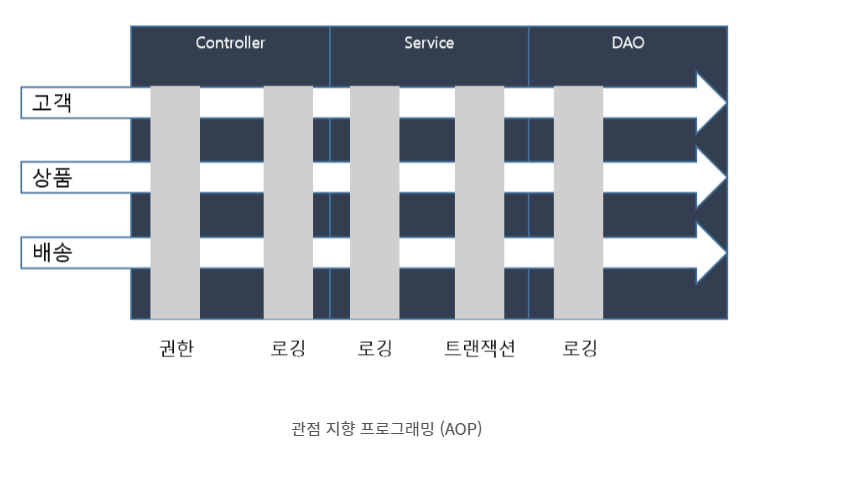 Controller Service DAO
고객
상품
배송
권한 로깅 로깅 트랜잭션 로깅
관점 지향 프로그래밍 (AOP)